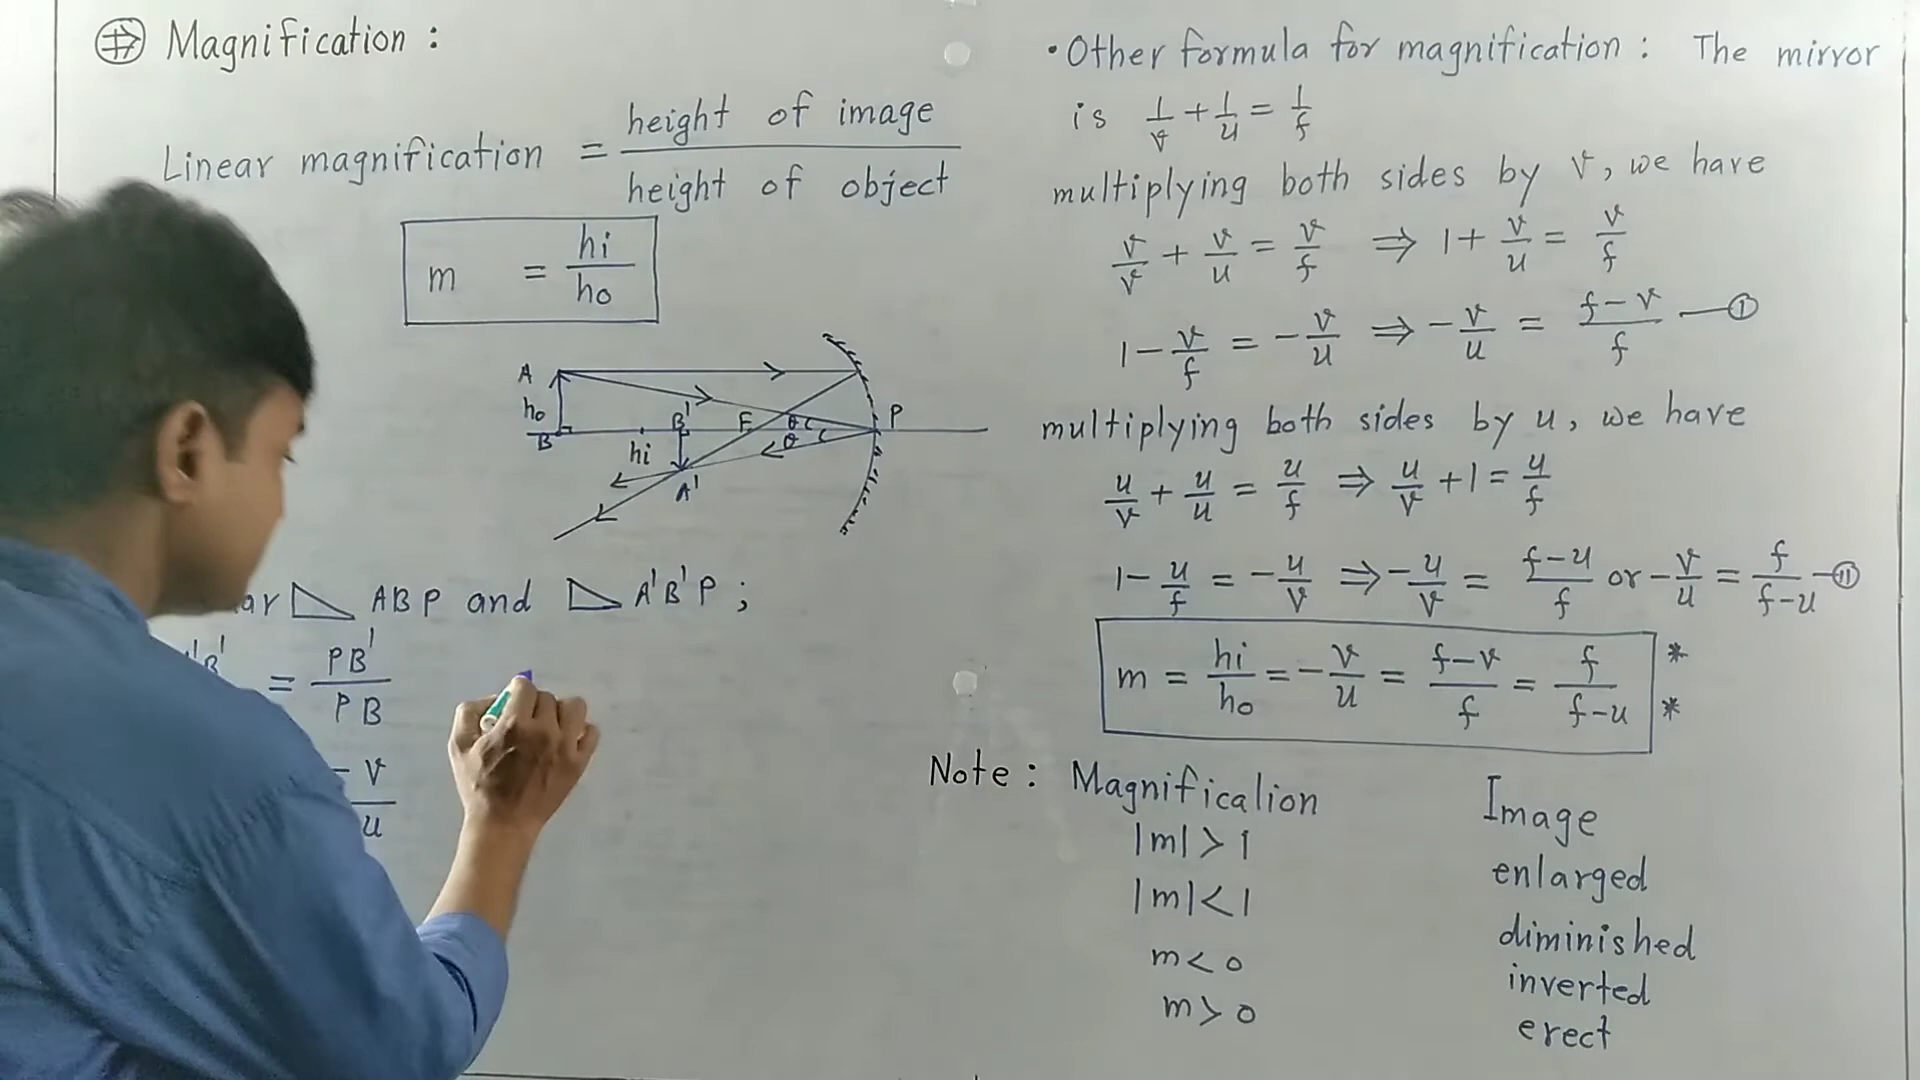 Magnification :
Linear magnification = height of image / height of object
m = hi / ho
A
ho
B
B' F θ P
θ
hi
A'
ABP and A'B'P ;
= PB' / PB
- v / u
• Other formula for magnification : The mirror
is 1/v + 1/u = 1/f
multiplying both sides by v, we have
v/v + v/u = v/f ⇒ 1 + v/u = v/f
1 - v/f = - v/u ⇒ - v/u = f-v / f — ①
multiplying both sides by u, we have
u/v + u/u = u/f ⇒ u/v + 1 = u/f
1 - u/f = - u/v ⇒ - u/v = f-u / f or - v/u = f / f-u — ⑪
m = hi/ho = - v/u = f-v / f = f / f-u * *
Note : Magnificalion Image
|m| > 1 enlarged
|m| < 1 diminished
m < 0 inverted
m > 0 erect